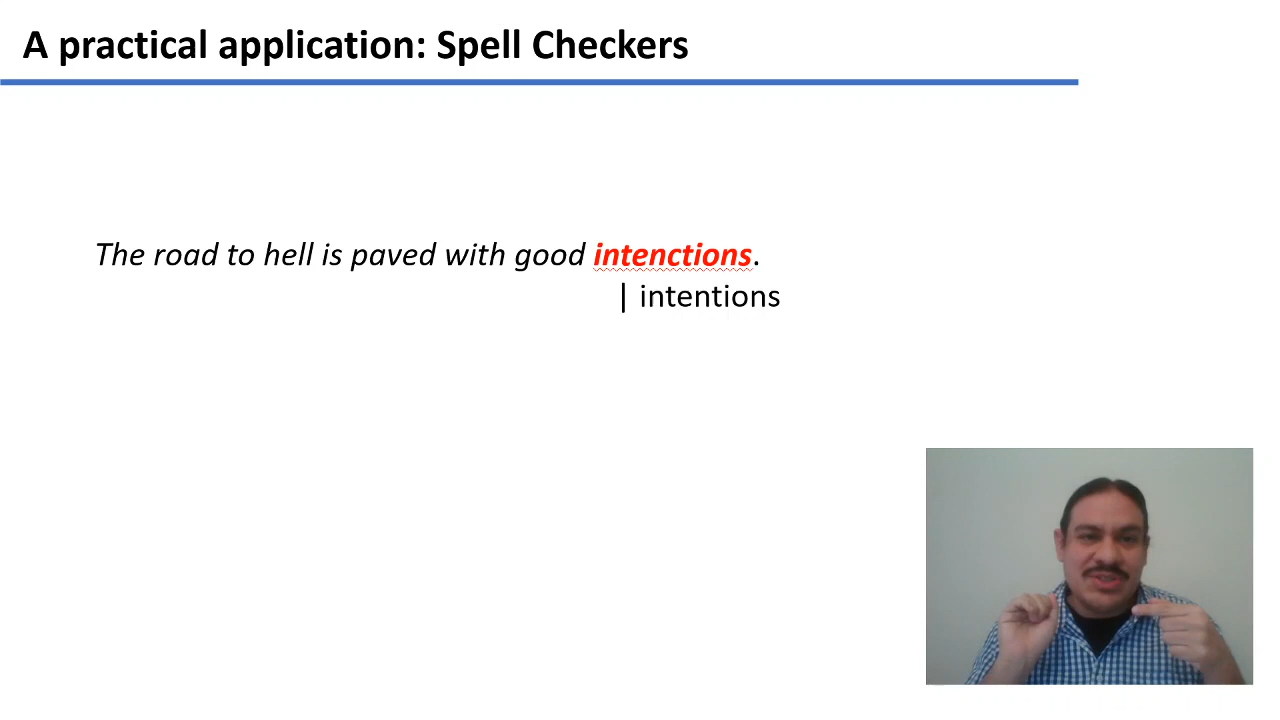 A practical application: Spell Checkers
The road to hell is paved with good intenctions.
| intentions